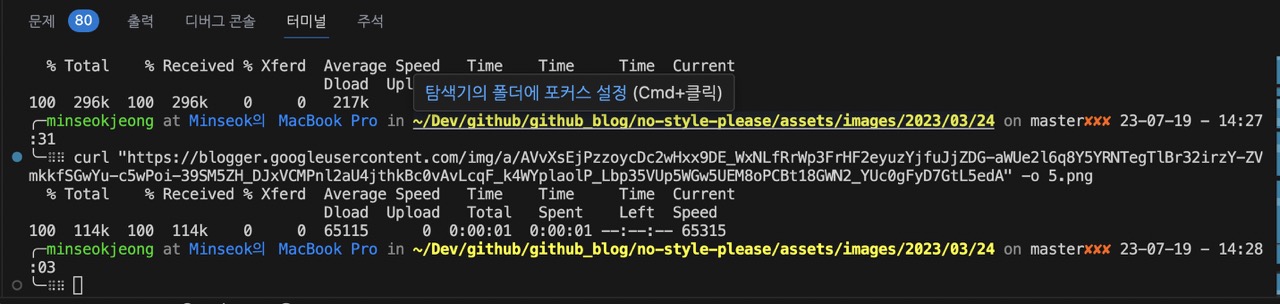 문제 80 출력 디버그 콘솔 터미널 주석
% Total % Received % Xferd Average Speed Time Time Time Current
Dload Upl
탐색기의 폴더에 포커스 설정 (Cmd+클릭)
100 296k 100 296k 0 0 217k
╭─minseokjeong at Minseok의 MacBook Pro in ~/Dev/github/github_blog/no-style-please/assets/images/2023/03/24 on master✘✘✘ 23-07-19 - 14:27
:31
╰─⠠⠵ curl "https://blogger.googleusercontent.com/img/a/AVvXsEjPzzoycDc2wHxx9DE_WxNLfRrWp3FrHF2eyuzYjfuJjZDG-aWUe2l6q8Y5YRNTegTlBr32irzY-ZV
mkkfSGwYu-c5wPoi-39SM5ZH_DJxVCMPnl2aU4jthkBc0vAvLcqF_k4WYplaolP_Lbp35VUp5WGw5UEM8oPCBt18GWN2_YUc0gFyD7GtL5edA" -o 5.png
% Total % Received % Xferd Average Speed Time Time Time Current
Dload Upload Total Spent Left Speed
100 114k 100 114k 0 0 65115 0 0:00:01 0:00:01 --:--:-- 65315
╭─minseokjeong at Minseok의 MacBook Pro in ~/Dev/github/github_blog/no-style-please/assets/images/2023/03/24 on master✘✘✘ 23-07-19 - 14:28
:03